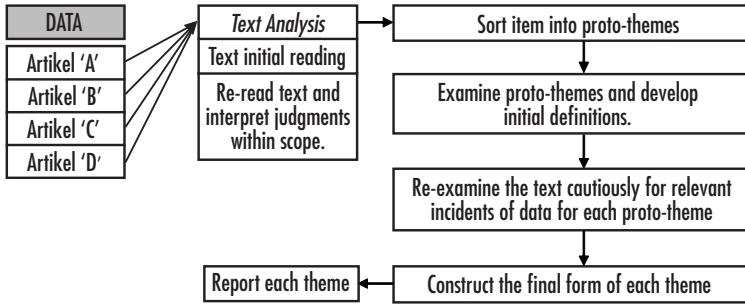 DATA
Artikel ‘A’
Artikel ‘B’
Artikel ‘C’
Artikel ‘D’
Text Analysis
Text initial reading
Re-read text and
interpret judgments
within scope.
Sort item into proto-themes
Examine proto-themes and develop
initial definitions.
Re-examine the text cautiously for relevant
incidents of data for each proto-theme
Construct the final form of each theme
Report each theme